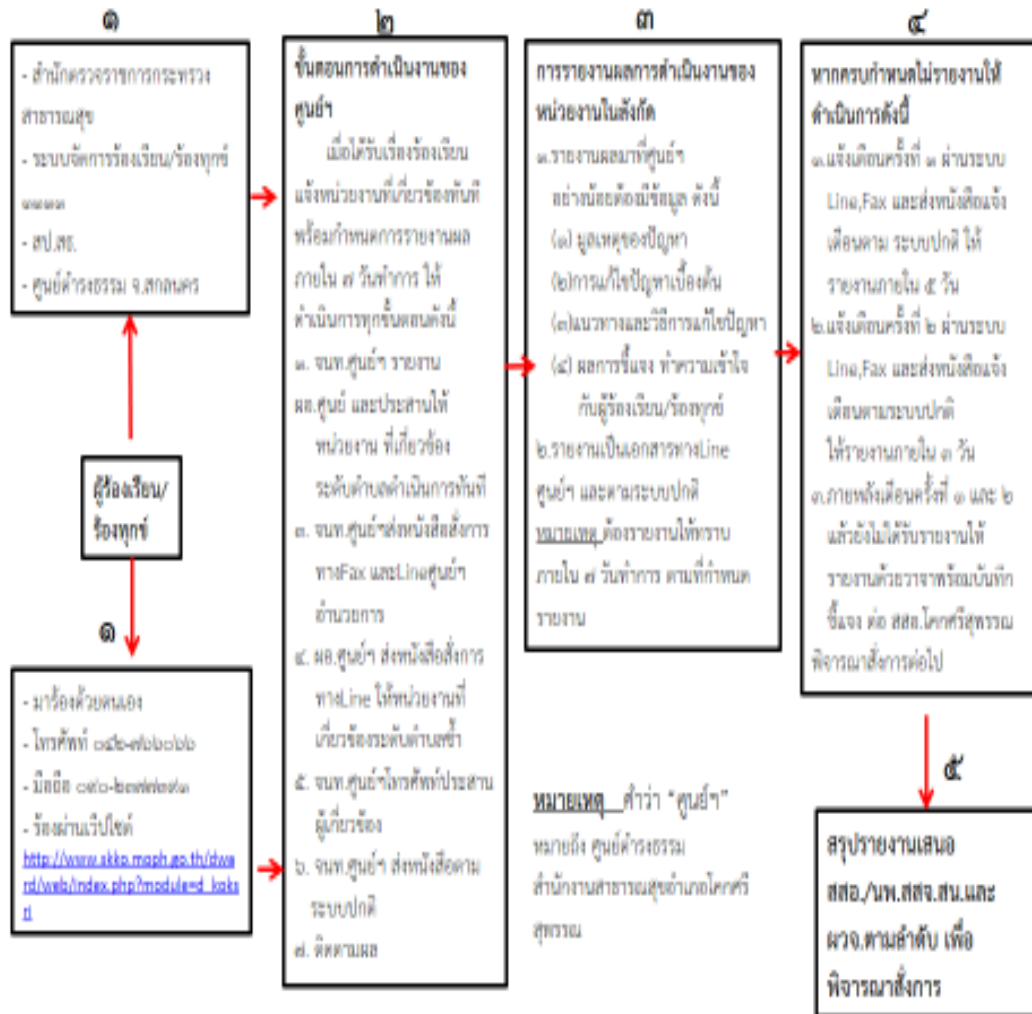 ๑
- สำนักตรวจราชการกระทรวง
สาธารณสุข
- ระบบจัดการร้องเรียน/ร้องทุกข์
๑๑๑๑
- สป.สธ.
- ศูนย์ดำรงธรรม จ.สกลนคร
ผู้ร้องเรียน/
ร้องทุกข์
๑
- มาร้องด้วยตนเอง
- โทรศัพท์
- มือถือ
- ร้องผ่านเว็ปไซต์
http://www.skko.moph.go.th/dwa
rd/web/index.php?module=d_koks
ri
๒
ขั้นตอนการดำเนินงานของ
ศูนย์ฯ
เมื่อได้รับเรื่องร้องเรียน
แจ้งหน่วยงานที่เกี่ยวข้องทันที
พร้อมกำหนดการรายงานผล
ภายใน ๗ วันทำการ ให้
ดำเนินการทุกขั้นตอนดังนี้
๑. จนท.ศูนย์ฯ รายงาน
ผอ.ศูนย์ และประสานให้
หน่วยงาน ที่เกี่ยวข้อง
ระดับตำบลดำเนินการทันที
๓. จนท.ศูนย์ฯส่งหนังสือสั่งการ
ทางFax และLineศูนย์ฯ
อำนวยการ
๔. ผอ.ศูนย์ฯ ส่งหนังสือสั่งการ
ทางLine ให้หน่วยงานที่
เกี่ยวข้องระดับตำบลซ้ำ
๕. จนท.ศูนย์ฯโทรศัพท์ประสาน
ผู้เกี่ยวข้อง
๖. จนท.ศูนย์ฯ ส่งหนังสือตาม
ระบบปกติ
๗. ติดตามผล
๓
การรายงานผลการดำเนินงานของ
หน่วยงานในสังกัด
๑.รายงานผลมาที่ศูนย์ฯ
อย่างน้อยต้องมีข้อมูล ดังนี้
(๑) มูลเหตุของปัญหา
(๒)การแก้ไขปัญหาเบื้องต้น
(๓)แนวทางและวิธีการแก้ไขปัญหา
(๔) ผลการชี้แจง ทำความเข้าใจ
กับผู้ร้องเรียน/ร้องทุกข์
๒.รายงานเป็นเอกสารทางLine
ศูนย์ฯ และตามระบบปกติ
หมายเหตุ ต้องรายงานให้ทราบ
ภายใน ๗ วันทำการ ตามที่กำหนด
รายงาน
หมายเหตุ คำว่า "ศูนย์ฯ"
หมายถึง ศูนย์ดำรงธรรม
สำนักงานสาธารณสุขอำเภอโคกศรี
สุพรรณ
๔
หากครบกำหนดไม่รายงานให้
ดำเนินการดังนี้
๑.แจ้งเตือนครั้งที่ ๑ ผ่านระบบ
Line,Fax และส่งหนังสือแจ้ง
เตือนตาม ระบบปกติ ให้
รายงานภายใน ๕ วัน
๒.แจ้งเตือนครั้งที่ ๒ ผ่านระบบ
Line,Fax และส่งหนังสือแจ้ง
เตือนตามระบบปกติ
ให้รายงานภายใน ๓ วัน
๓.ภายหลังเตือนครั้งที่ ๑ และ ๒
แล้วยังไม่ได้รับรายงานให้
รายงานด้วยวาจาพร้อมบันทึก
ชี้แจง ต่อ สสอ.โคกศรีสุพรรณ
พิจารณาสั่งการต่อไป
๕
สรุปรายงานเสนอ
สสอ./นพ.สสจ.สน.และ
ผวจ.ตามลำดับ เพื่อ
พิจารณาสั่งการ